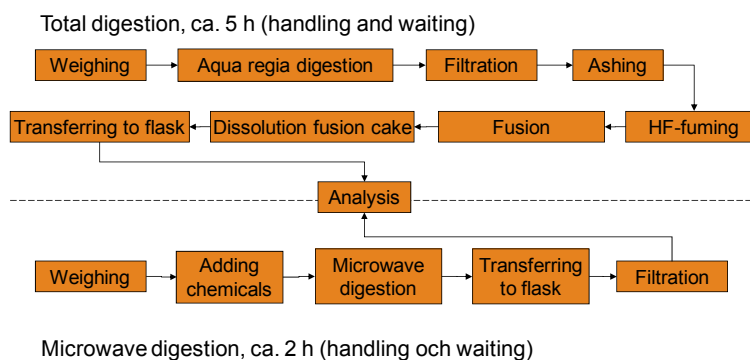 Total digestion, ca. 5 h (handling and waiting)
Weighing
Aqua regia digestion
Filtration
Ashing
Transferring to flask
Dissolution fusion cake
Fusion
HF-fuming
Analysis
Weighing
Adding
chemicals
Microwave
digestion
Transferring
to flask
Filtration
Microwave digestion, ca. 2 h (handling och waiting)